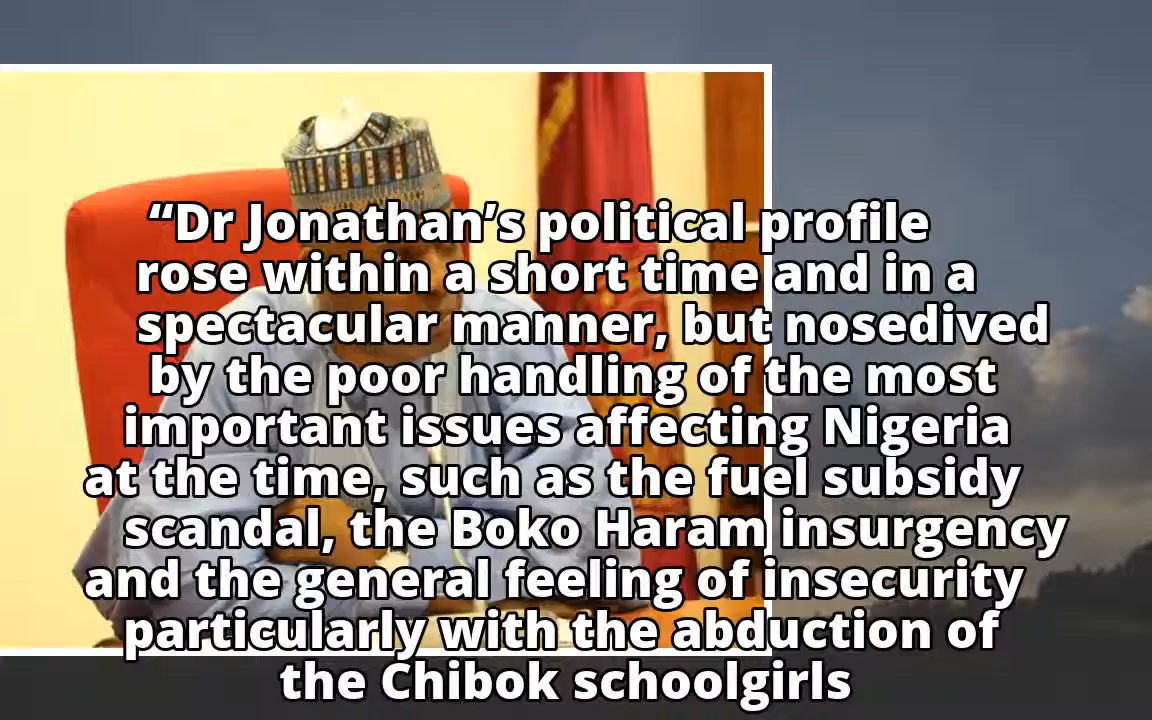 “Dr Jonathan’s political profile
rose within a short time and in a
spectacular manner, but nosedived
by the poor handling of the most
important issues affecting Nigeria
at the time, such as the fuel subsidy
scandal, the Boko Haram insurgency
and the general feeling of insecurity
particularly with the abduction of
the Chibok schoolgirls